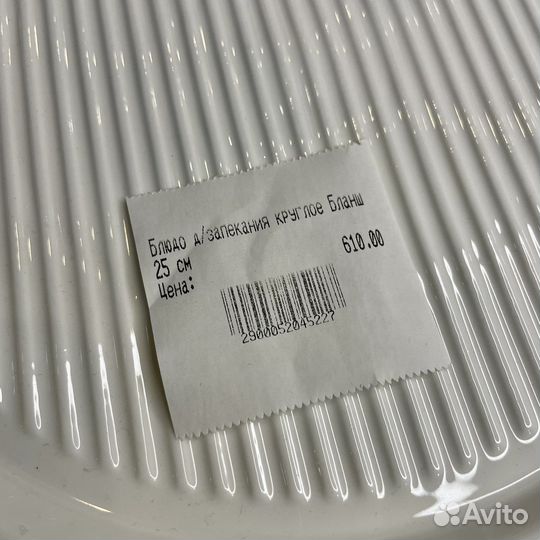 Блюдо д/запекания круглое Бланш
25 см
Цена: 610.00
2900052045227
Avito